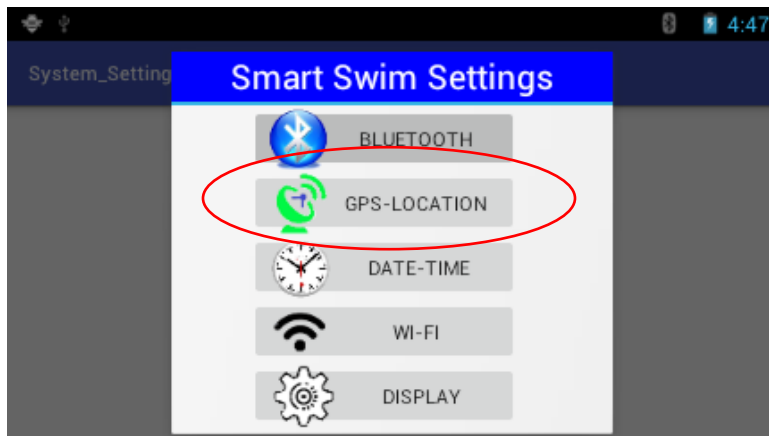 4:47
System_Setting
Smart Swim Settings
BLUETOOTH
GPS-LOCATION
DATE-TIME
WI-FI
DISPLAY